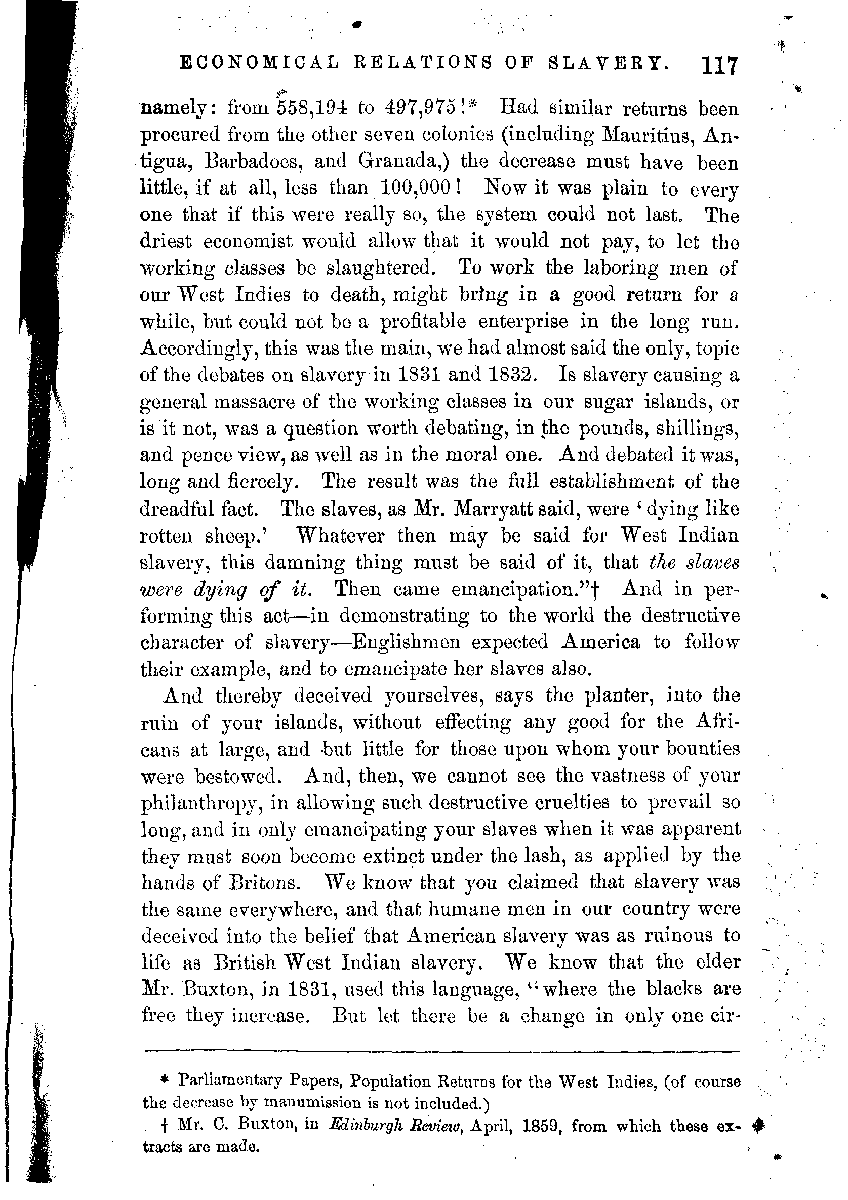 ECONOMICAL RELATIONS OF SLAVERY. 117
namely: from 558,194 to 497,975!* Had similar returns been
procured from the other seven colonies (including Mauritius, An-
tigua, Barbadoes, and Granada,) the decrease must have been
little, if at all, less than 100,000! Now it was plain to every
one that if this were really so, the system could not last. The
driest economist would allow that it would not pay, to let the
working classes be slaughtered. To work the laboring men of
our West Indies to death, might bring in a good return for a
while, but could not be a profitable enterprise in the long run.
Accordingly, this was the main, we had almost said the only, topic
of the debates on slavery in 1831 and 1832. Is slavery causing a
general massacre of the working classes in our sugar islands, or
is it not, was a question worth debating, in the pounds, shillings,
and pence view, as well as in the moral one. And debated it was,
long and fiercely. The result was the full establishment of the
dreadful fact. The slaves, as Mr. Marryatt said, were ‘dying like
rotten sheep.’ Whatever then may be said for West Indian
slavery, this damning thing must be said of it, that the slaves
were dying of it. Then came emancipation.”† And in per-
forming this act—in demonstrating to the world the destructive
character of slavery—Englishmen expected America to follow
their example, and to emancipate her slaves also.
And thereby deceived yourselves, says the planter, into the
ruin of your islands, without effecting any good for the Afri-
cans at large, and but little for those upon whom your bounties
were bestowed. And, then, we cannot see the vastness of your
philanthropy, in allowing such destructive cruelties to prevail so
long, and in only emancipating your slaves when it was apparent
they must soon become extinct under the lash, as applied by the
hands of Britons. We know that you claimed that slavery was
the same everywhere, and that humane men in our country were
deceived into the belief that American slavery was as ruinous to
life as British West Indian slavery. We know that the elder
Mr. Buxton, in 1831, used this language, “where the blacks are
free they increase. But let there be a change in only one cir-
* Parliamentary Papers, Population Returns for the West Indies, (of course
the decrease by manumission is not included.)
† Mr. C. Buxton, in Edinburgh Review, April, 1859, from which these ex-
tracts are made.